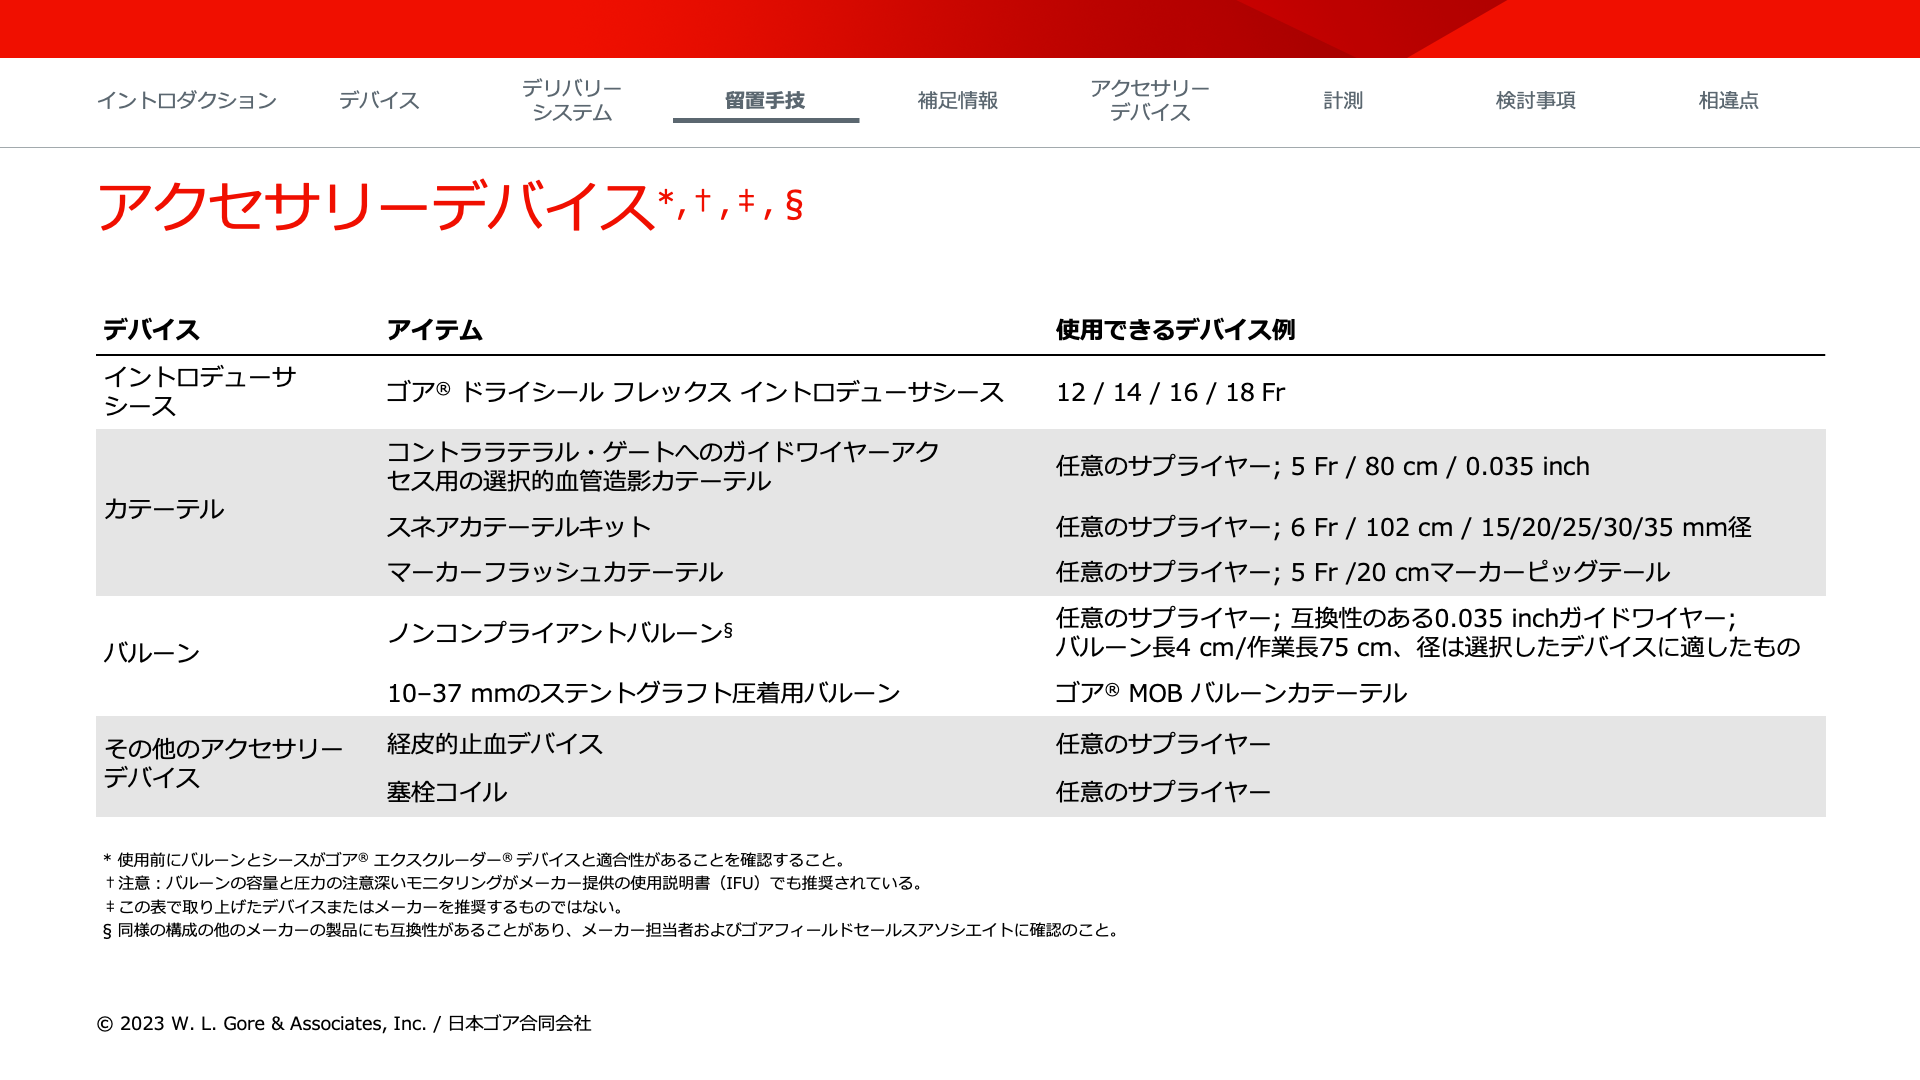 イントロダクション
デバイス
デリバリー
システム
留置手技
補足情報
アクセサリー
デバイス
計測
検討事項
相違点
アクセサリーデバイス*,†,‡,§
デバイス
アイテム
使用できるデバイス例
イントロデューサ
シース
ゴア® ドライシール フレックス イントロデューサシース
12 / 14 / 16 / 18 Fr
カテーテル
コントララテラル・ゲートへのガイドワイヤーアク
セス用の選択的血管造影カテーテル
任意のサプライヤー; 5 Fr / 80 cm / 0.035 inch
スネアカテーテルキット
任意のサプライヤー; 6 Fr / 102 cm / 15/20/25/30/35 mm径
マーカーフラッシュカテーテル
任意のサプライヤー; 5 Fr /20 cmマーカーピッグテール
バルーン
ノンコンプライアントバルーン§
任意のサプライヤー; 互換性のある0.035 inchガイドワイヤー;
バルーン長4 cm/作業長75 cm、径は選択したデバイスに適したもの
10–37 mmのステントグラフト圧着用バルーン
ゴア® MOB バルーンカテーテル
その他のアクセサリー
デバイス
経皮的止血デバイス
任意のサプライヤー
塞栓コイル
任意のサプライヤー
* 使用前にバルーンとシースがゴア® エクスクルーダー® デバイスと適合性があることを確認すること。
† 注意：バルーンの容量と圧力の注意深いモニタリングがメーカー提供の使用説明書（IFU）でも推奨されている。
‡ この表で取り上げたデバイスまたはメーカーを推奨するものではない。
§ 同様の構成の他のメーカーの製品にも互換性があることがあり、メーカー担当者およびゴアフィールドセールスアソシエイトに確認のこと。
© 2023 W. L. Gore & Associates, Inc. / 日本ゴア合同会社